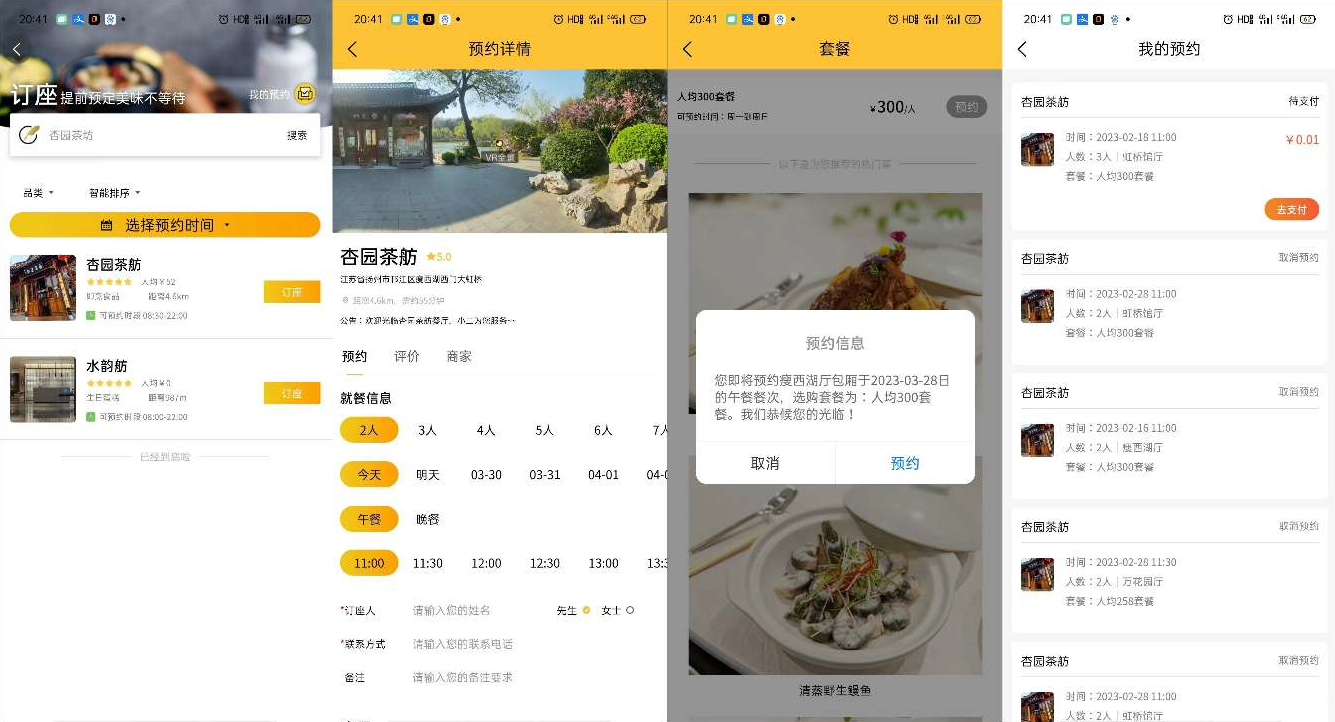 20:41
HD
62
订座 提前预定美味不等待
我的预约
杏园茶坊
搜索
品类
智能排序
选择预约时间
杏园茶舫
人均￥52
距离4.6km
订座
可预约时段 08:30-22:00
水韵舫
人均￥0
生日蛋糕
距离987m
订座
可预约时段 08:00-22:00
已经到底啦
20:41
HD
62
预约详情
VR全景
杏园茶舫 5.0
江苏省扬州市邗江区瘦西湖西门大虹桥
距您4.6km，需约55分钟
公告：欢迎光临杏园茶舫餐厅，小二为您服务~~
预约 评价 商家
就餐信息
2人 3人 4人 5人 6人 7人
今天 明天 03-30 03-31 04-01 04-0
午餐 晚餐
11:00 11:30 12:00 12:30 13:00 13:3
*订座人 请输入您的姓名 先生 女士
*联系方式 请输入您的联系电话
备注 请输入您的备注要求
20:41
HD
62
套餐
人均300套餐
¥300/人
预约
可预约时间：周一到周日
以下是为您推荐的热门菜
预约信息
您即将预约瘦西湖厅包厢于2023-03-28日
的午餐餐次，选购套餐为：人均300套
餐。我们恭候您的光临！
取消 预约
清蒸野生鳗鱼
20:41
HD
62
我的预约
杏园茶舫 待支付
时间：2023-02-18 11:00 ￥0.01
人数：3人｜虹桥馆厅
套餐：人均300套餐
去支付
杏园茶舫 取消预约
时间：2023-02-28 11:00
人数：2人｜虹桥馆厅
套餐：人均300套餐
杏园茶舫 取消预约
时间：2023-02-16 11:00
人数：2人｜瘦西湖厅
套餐：人均300套餐
杏园茶舫 取消预约
时间：2023-02-28 11:30
人数：2人｜万花园厅
套餐：人均258套餐
杏园茶舫 取消预约
时间：2023-02-28 11:00
人数：2人｜虹桥馆厅